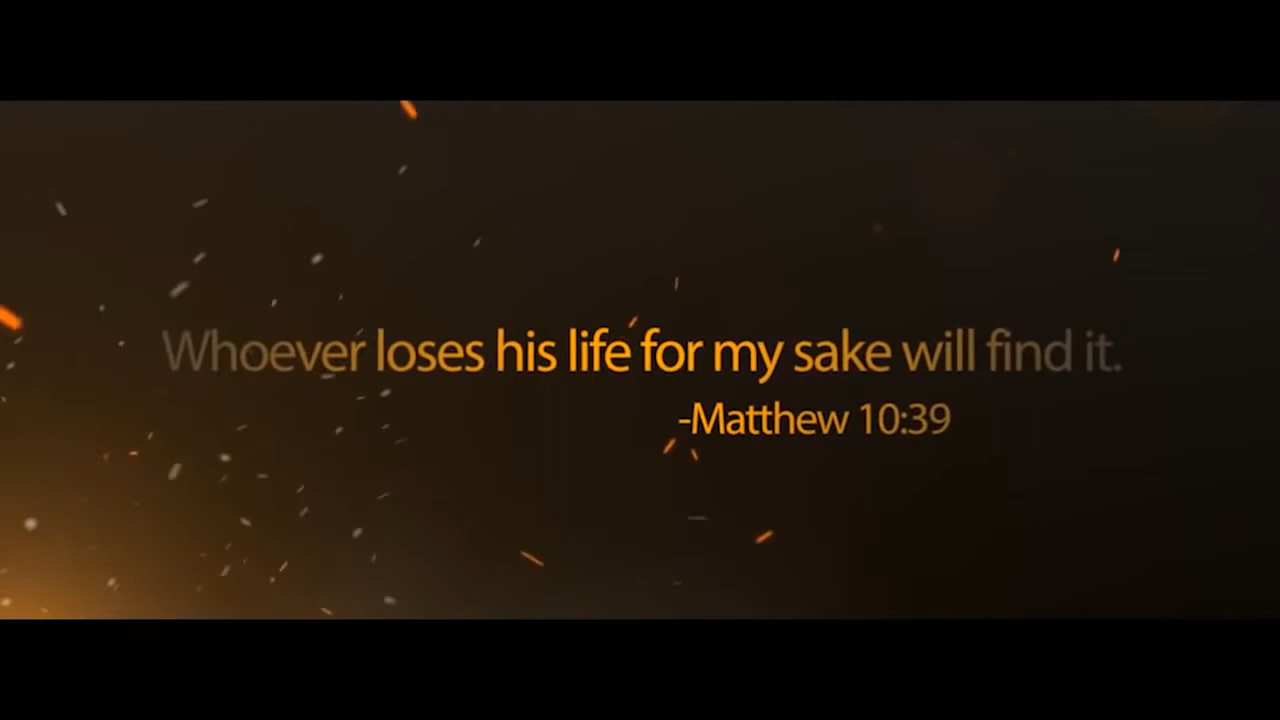 Whoever loses his life for my sake will find it.
-Matthew 10:39